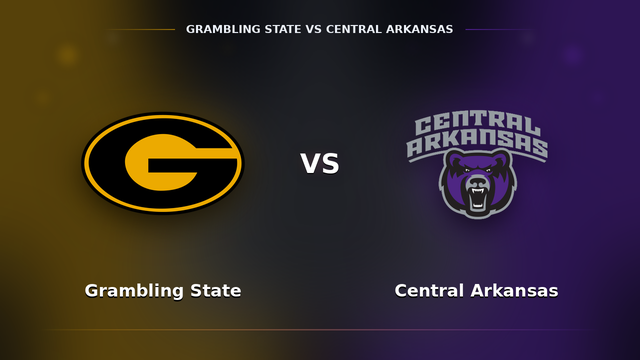 GRAMBLING STATE VS CENTRAL ARKANSAS
G
CENTRAL
ARKANSAS
VS
Grambling State
Central Arkansas